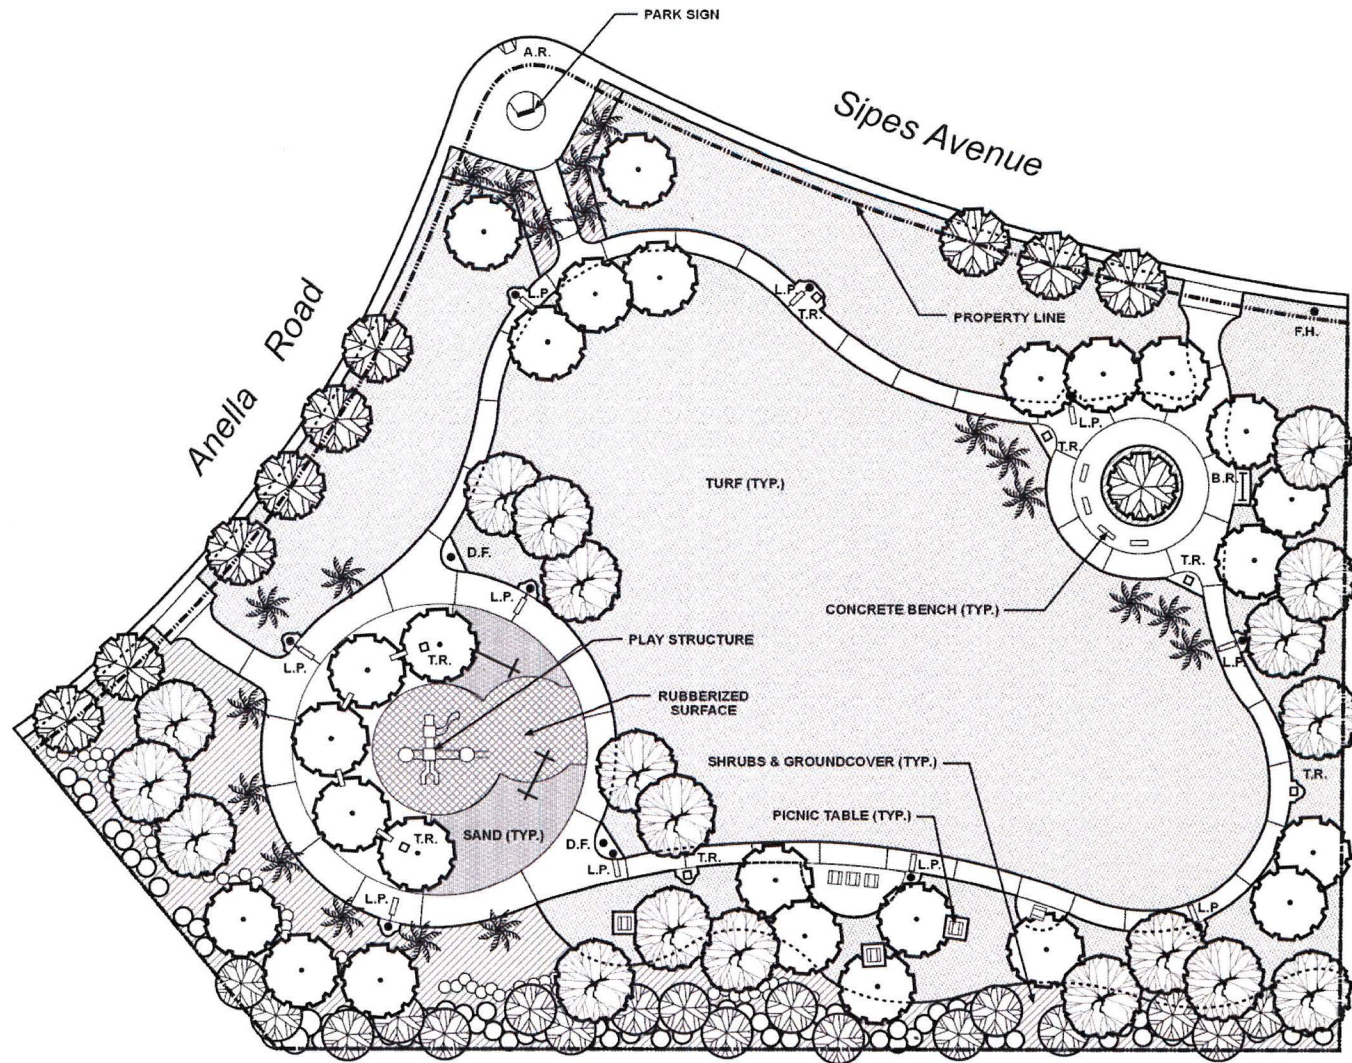 PARK SIGN
A.R.
Sipes Avenue
Anella Road
L.P.
L.P.
T.R.
PROPERTY LINE
F.H.
L.P.
T.R.
TURF (TYP.)
B.R.
D.F.
T.R.
L.P.
CONCRETE BENCH (TYP.)
PLAY STRUCTURE
L.P.
T.R.
L.P.
RUBBERIZED
SURFACE
SHRUBS & GROUNDCOVER (TYP.)
T.R.
PICNIC TABLE (TYP.)
SAND (TYP.)
T.R.
D.F.
T.R.
L.P.
L.P.
L.P.
L.P.